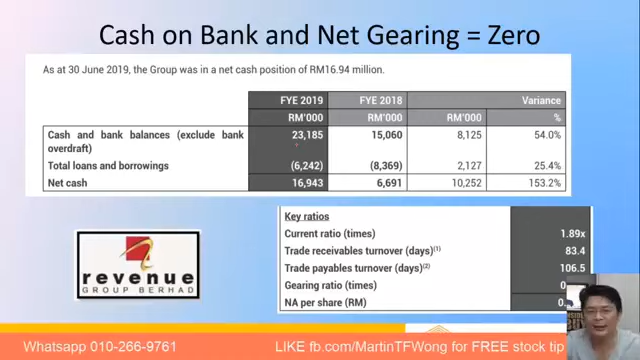 Cash on Bank and Net Gearing = Zero
As at 30 June 2019, the Group was in a net cash position of RM16.94 million.
FYE 2019 FYE 2018 Variance
RM'000 RM'000 RM'000 %
Cash and bank balances (exclude bank overdraft) 23,185 15,060 8,125 54.0%
Total loans and borrowings (6,242) (8,369) 2,127 25.4%
Net cash 16,943 6,691 10,252 153.2%
Key ratios
Current ratio (times) 1.89x
Trade receivables turnover (days)(1) 83.4
Trade payables turnover (days)(2) 106.5
Gearing ratio (times)
NA per share (RM)
revenue
GROUP BERHAD
Whatsapp 010-266-9761 LIKE fb.com/MartinTFWong for FREE stock tip